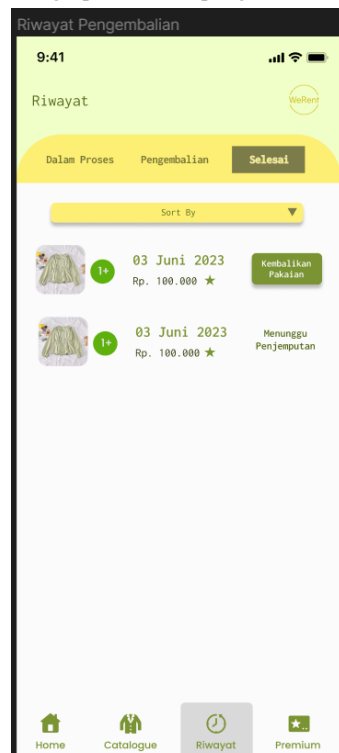 Riwayat Pengembalian
9:41
Riwayat
WeRent
Dalam Proses
Pengembalian
Selesai
Sort By
1+
03 Juni 2023
Rp. 100.000 ★
Kembalikan
Pakaian
1+
03 Juni 2023
Rp. 100.000 ★
Menunggu
Penjemputan
Home
Catalogue
Riwayat
Premium